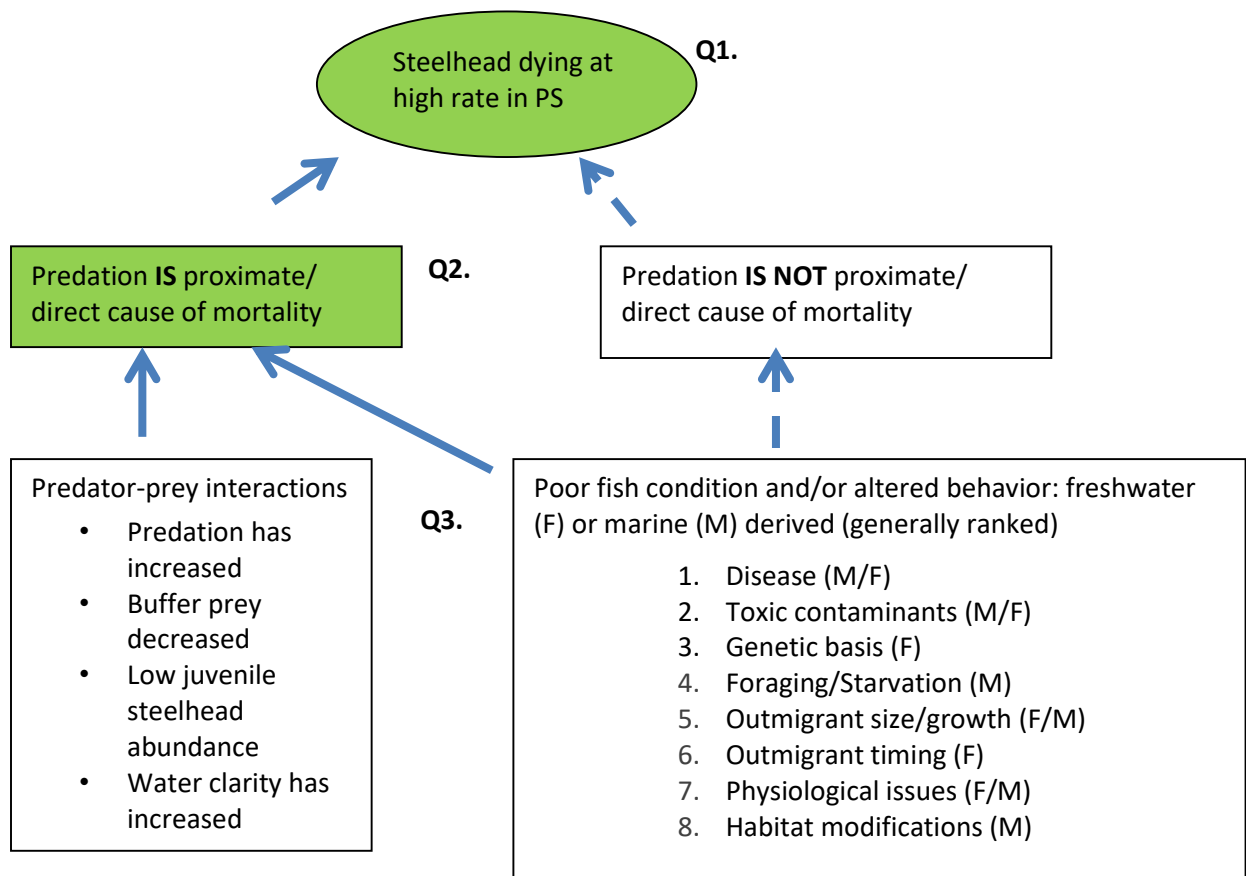 Q1.
Steelhead dying at
high rate in PS
Predation IS proximate/
direct cause of mortality
Q2.
Predation IS NOT proximate/
direct cause of mortality
Predator-prey interactions
• Predation has
increased
• Buffer prey
decreased
• Low juvenile
steelhead
abundance
• Water clarity has
increased
Q3.
Poor fish condition and/or altered behavior: freshwater
(F) or marine (M) derived (generally ranked)
1. Disease (M/F)
2. Toxic contaminants (M/F)
3. Genetic basis (F)
4. Foraging/Starvation (M)
5. Outmigrant size/growth (F/M)
6. Outmigrant timing (F)
7. Physiological issues (F/M)
8. Habitat modifications (M)